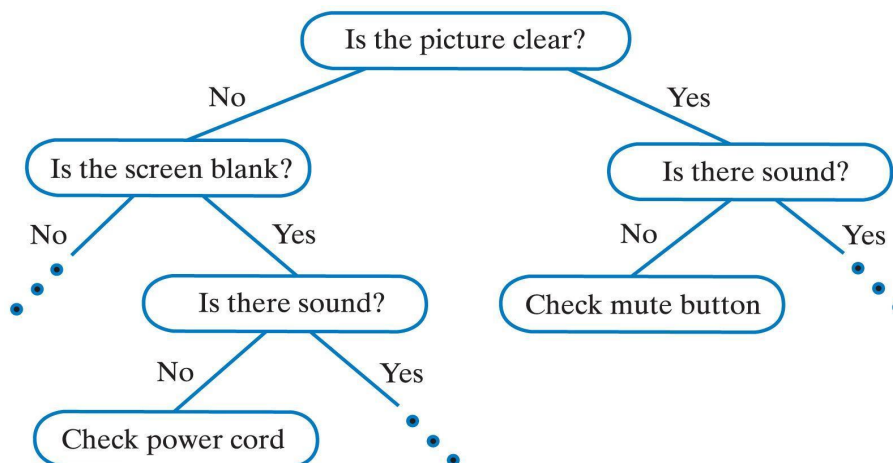 Is the picture clear?
No
Yes
Is the screen blank?
Is there sound?
No
Yes
No
Yes
Is there sound?
Check mute button
No
Yes
Check power cord